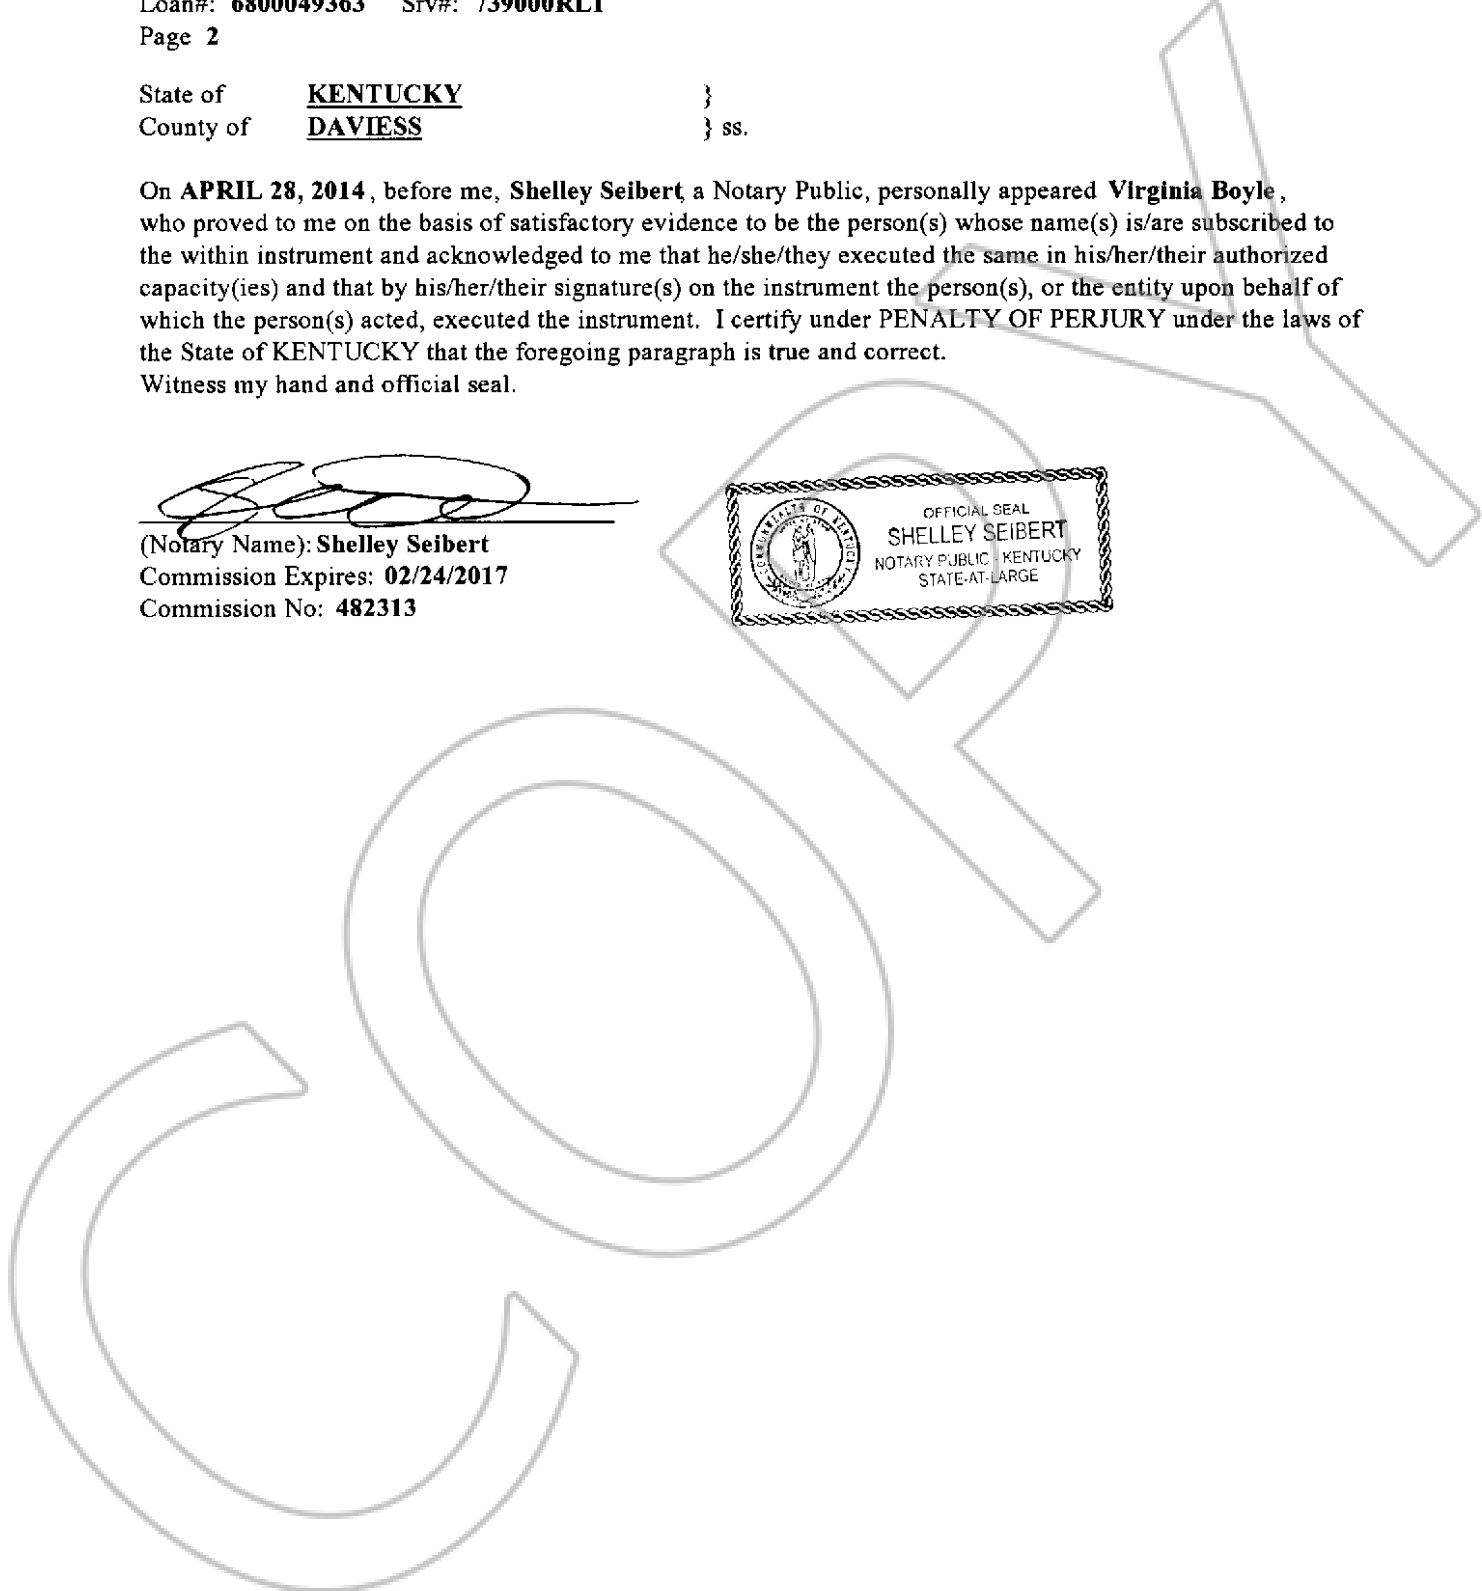 Loan#: 6800049363 Srv#: 739000RL1
Page 2
State of KENTUCKY }
County of DAVIESS } ss.
On APRIL 28, 2014, before me, Shelley Seibert, a Notary Public, personally appeared Virginia Boyle,
who proved to me on the basis of satisfactory evidence to be the person(s) whose name(s) is/are subscribed to
the within instrument and acknowledged to me that he/she/they executed the same in his/her/their authorized
capacity(ies) and that by his/her/their signature(s) on the instrument the person(s), or the entity upon behalf of
which the person(s) acted, executed the instrument. I certify under PENALTY OF PERJURY under the laws of
the State of KENTUCKY that the foregoing paragraph is true and correct.
Witness my hand and official seal.
(Notary Name): Shelley Seibert
Commission Expires: 02/24/2017
Commission No: 482313
COMMONWEALTH OF KENTUCKY
OFFICIAL SEAL
SHELLEY SEIBERT
NOTARY PUBLIC - KENTUCKY
STATE-AT-LARGE
COPY